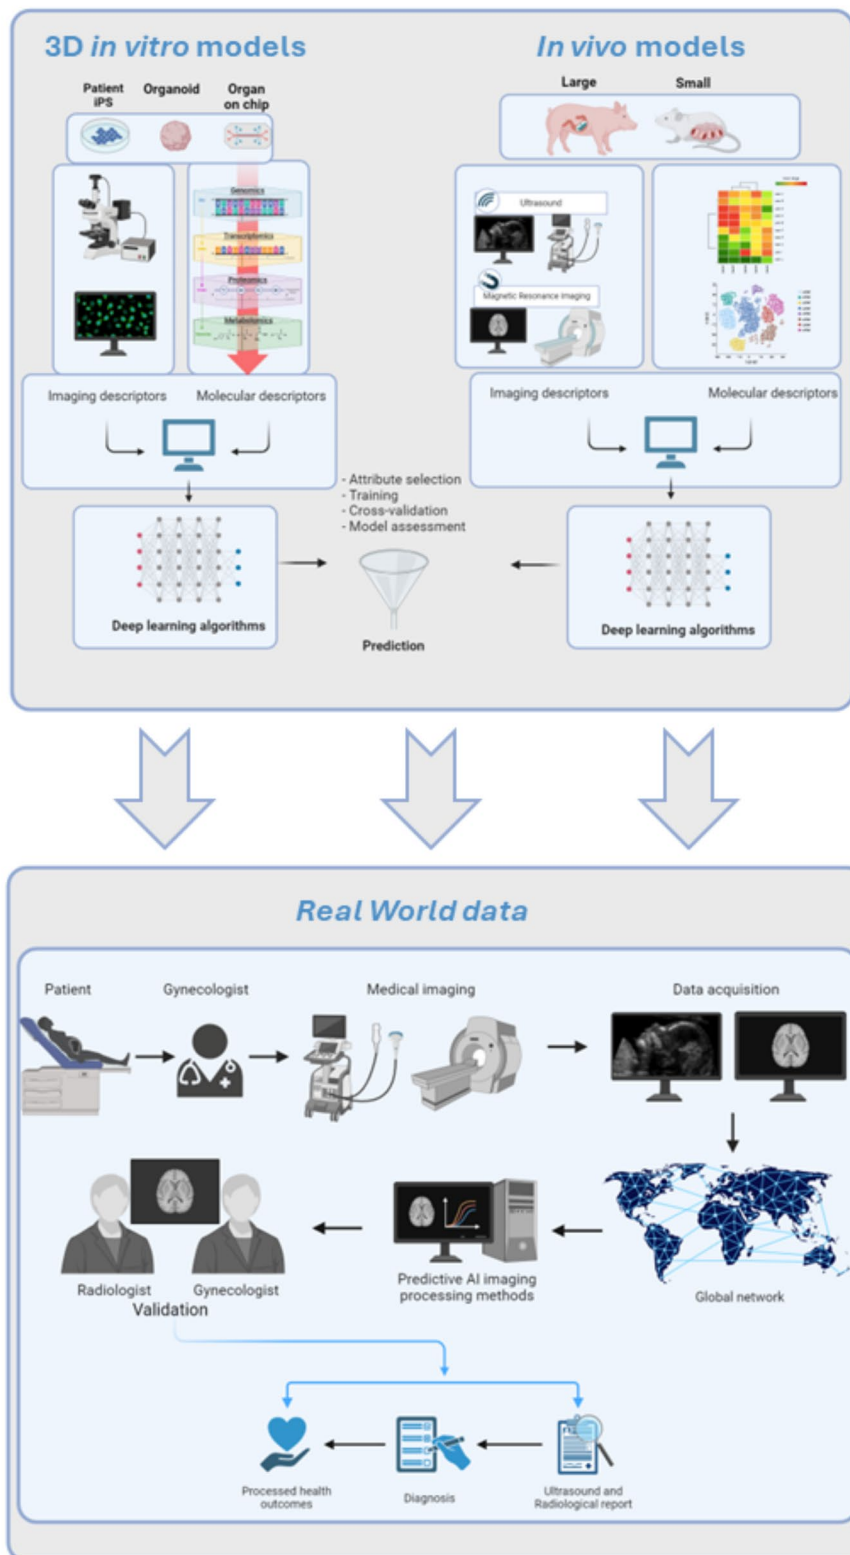 3D in vitro models
In vivo models
Patient
iPS
Organoid
Organ
on chip
Large
Small
Genomics
Transcriptomics
Proteomics
Metabolomics
Ultrasound
Magnetic Resonance Imaging
Imaging descriptors
Molecular descriptors
Imaging descriptors
Molecular descriptors
- Attribute selection
- Training
- Cross-validation
- Model assessment
Deep learning algorithms
Prediction
Deep learning algorithms
Real World data
Patient
Gynecologist
Medical imaging
Data acquisition
Radiologist
Gynecologist
Validation
Predictive AI imaging
processing methods
Global network
Processed health
outcomes
Diagnosis
Ultrasound and
Radiological report